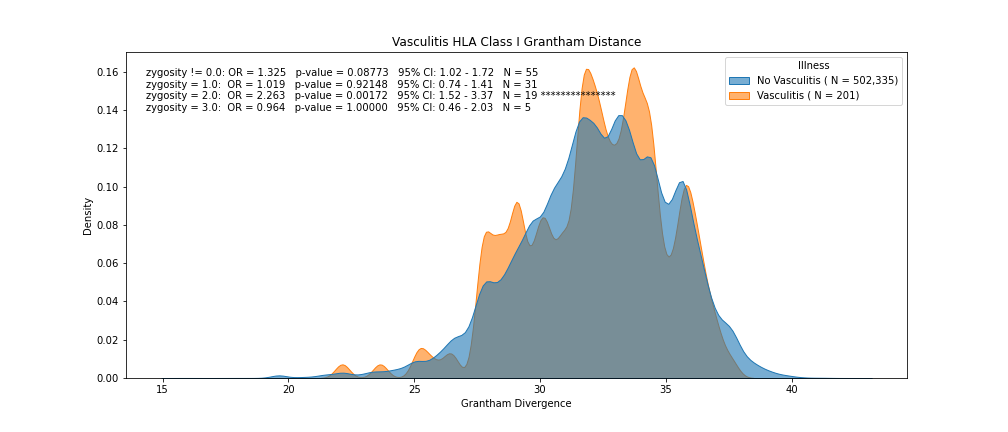 Vasculitis HLA Class I Grantham Distance
zygosity != 0.0: OR = 1.325   p-value = 0.08773   95% CI: 1.02 - 1.72   N = 55
zygosity = 1.0:  OR = 1.019   p-value = 0.92148   95% CI: 0.74 - 1.41   N = 31
zygosity = 2.0:  OR = 2.263   p-value = 0.00172   95% CI: 1.52 - 3.37   N = 19 ***************
zygosity = 3.0:  OR = 0.964   p-value = 1.00000   95% CI: 0.46 - 2.03   N = 5
Illness
No Vasculitis ( N = 502,335)
Vasculitis ( N = 201)
Density
0.16
0.14
0.12
0.10
0.08
0.06
0.04
0.02
0.00
15 20 25 30 35 40
Grantham Divergence